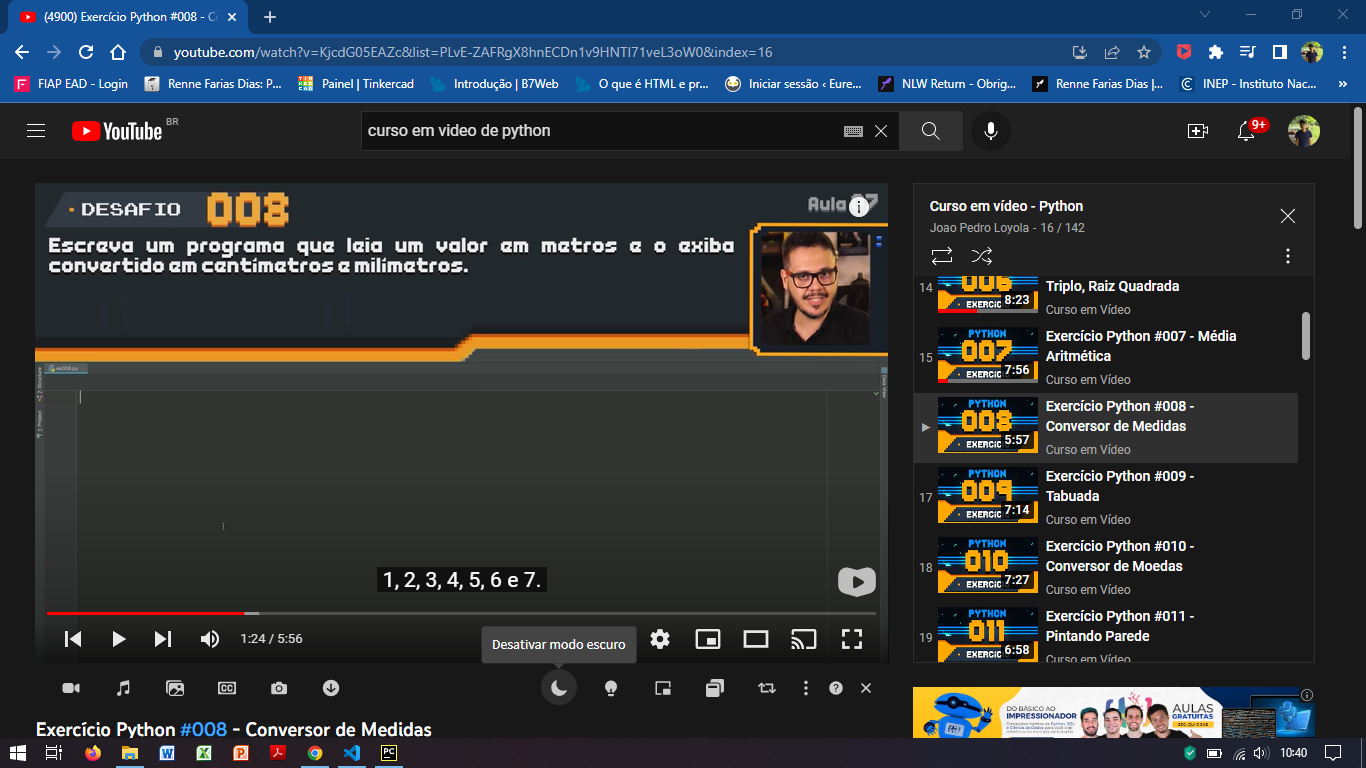 (4900) Exercício Python #008 - Co
youtube.com/watch?v=KjcdG05EAZc&list=PLvE-ZAFRgX8hnECDn1v9HNTI71veL3oW0&index=16
FIAP EAD - Login
Renne Farias Dias: P...
Painel | Tinkercad
Introdução | B7Web
O que é HTML e pr...
Iniciar sessão ‹ Eure...
NLW Return - Obrig...
Renne Farias Dias |...
INEP - Instituto Nac...
»
YouTube BR
curso em video de python
9+
DESAFIO 008
Aula 07
Escreva um programa que leia um valor em metros e o exiba
convertido em centímetros e milímetros.
ex008.py
1, 2, 3, 4, 5, 6 e 7.
1:24 / 5:56
Desativar modo escuro
Exercício Python #008 - Conversor de Medidas
Curso em vídeo - Python
Joao Pedro Loyola - 16 / 142
14
006
EXERCÍC
8:23
Triplo, Raiz Quadrada
Curso em Vídeo
15
PYTHON
007
EXERCÍC
7:56
Exercício Python #007 - Média
Aritmética
Curso em Vídeo
PYTHON
008
EXERCÍC
5:57
Exercício Python #008 -
Conversor de Medidas
Curso em Vídeo
17
PYTHON
009
EXERCÍC
7:14
Exercício Python #009 -
Tabuada
Curso em Vídeo
18
PYTHON
010
EXERCÍC
7:27
Exercício Python #010 -
Conversor de Moedas
Curso em Vídeo
19
PYTHON
011
EXERCÍC
6:58
Exercício Python #011 -
Pintando Parede
Curso em Vídeo
DO BÁSICO AO
IMPRESSIONADOR
AULAS
GRATUITAS
10:40